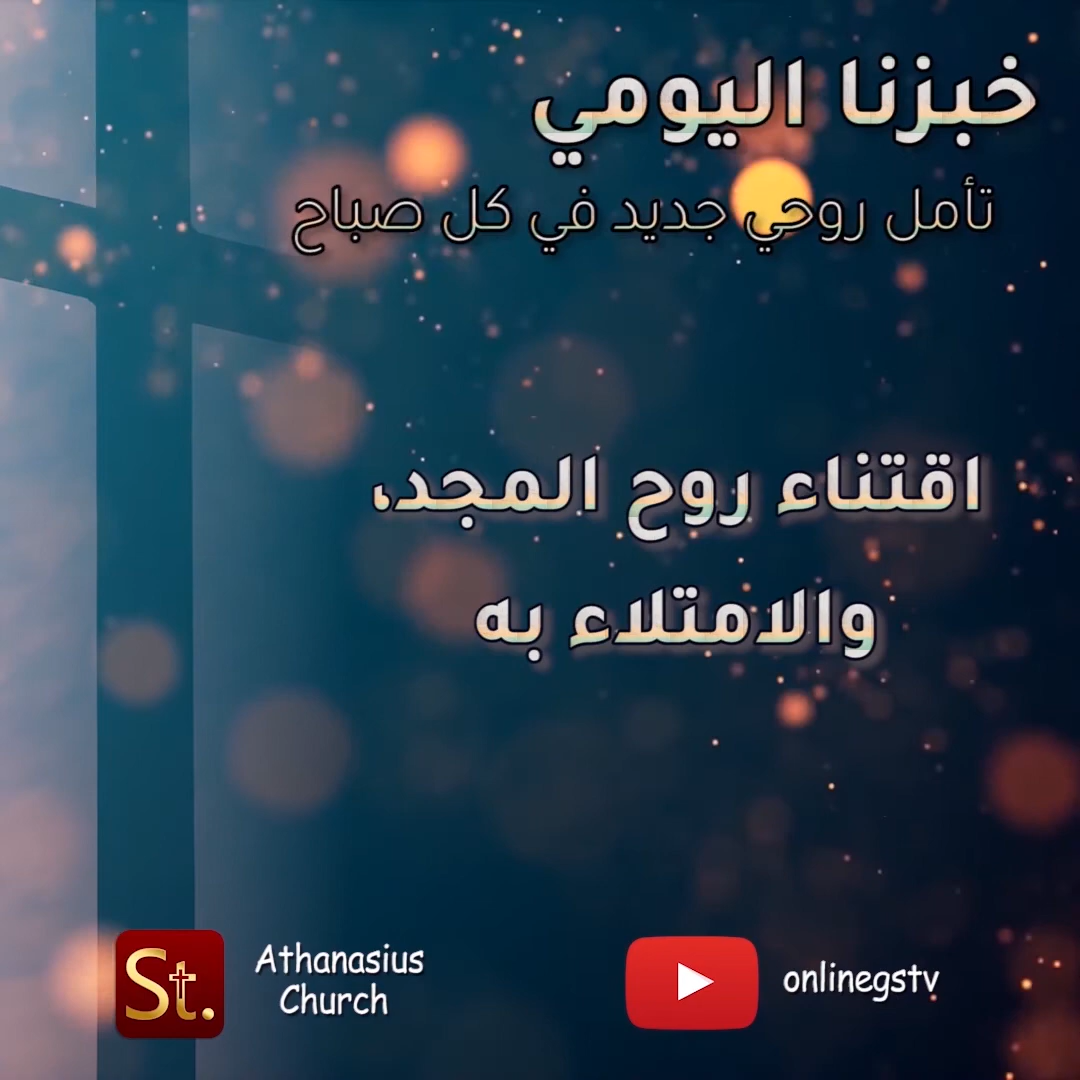 خبزنا اليومي
تأمل روحي جديد في كل صباح
اقتناء روح المجد،
والامتلاء به
St.
Athanasius
Church
onlinegstv